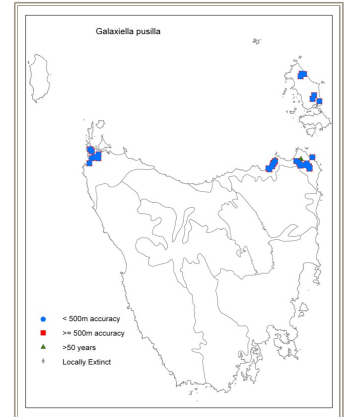 Galaxiella pusilla
< 500m accuracy
>= 500m accuracy
>50 years
Locally Extinct